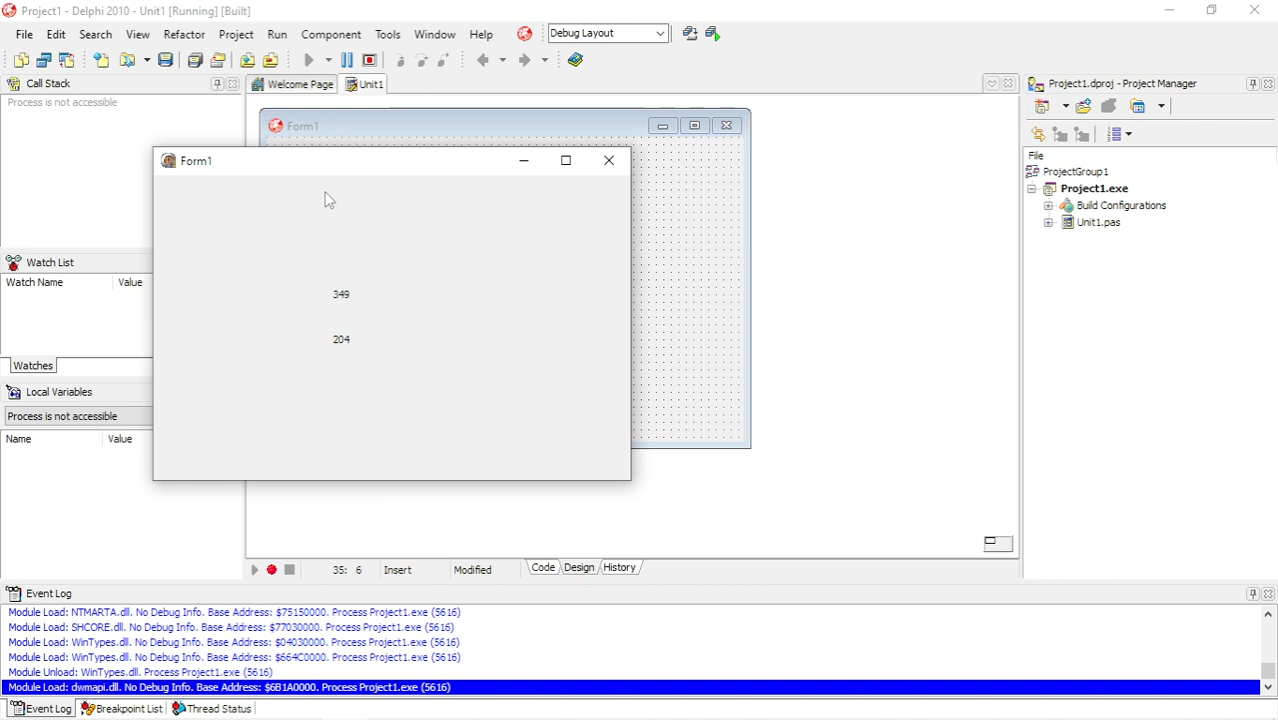 Project1 - Delphi 2010 - Unit1 [Running] [Built]
File Edit Search View Refactor Project Run Component Tools Window Help Debug Layout
Call Stack
Process is not accessible
Welcome Page Unit1
Form1
Form1
349
204
Watch List
Watch Name Value
Watches
Local Variables
Process is not accessible
Name Value
35: 6 Insert Modified Code Design History
Project1.dproj - Project Manager
File
ProjectGroup1
Project1.exe
Build Configurations
Unit1.pas
Event Log
Module Load: NTMARTA.dll. No Debug Info. Base Address: $75150000. Process Project1.exe (5616)
Module Load: SHCORE.dll. No Debug Info. Base Address: $77030000. Process Project1.exe (5616)
Module Load: WinTypes.dll. No Debug Info. Base Address: $04030000. Process Project1.exe (5616)
Module Load: WinTypes.dll. No Debug Info. Base Address: $664C0000. Process Project1.exe (5616)
Module Unload: WinTypes.dll. Process Project1.exe (5616)
Module Load: dwmapi.dll. No Debug Info. Base Address: $6B1A0000. Process Project1.exe (5616)
Event Log Breakpoint List Thread Status